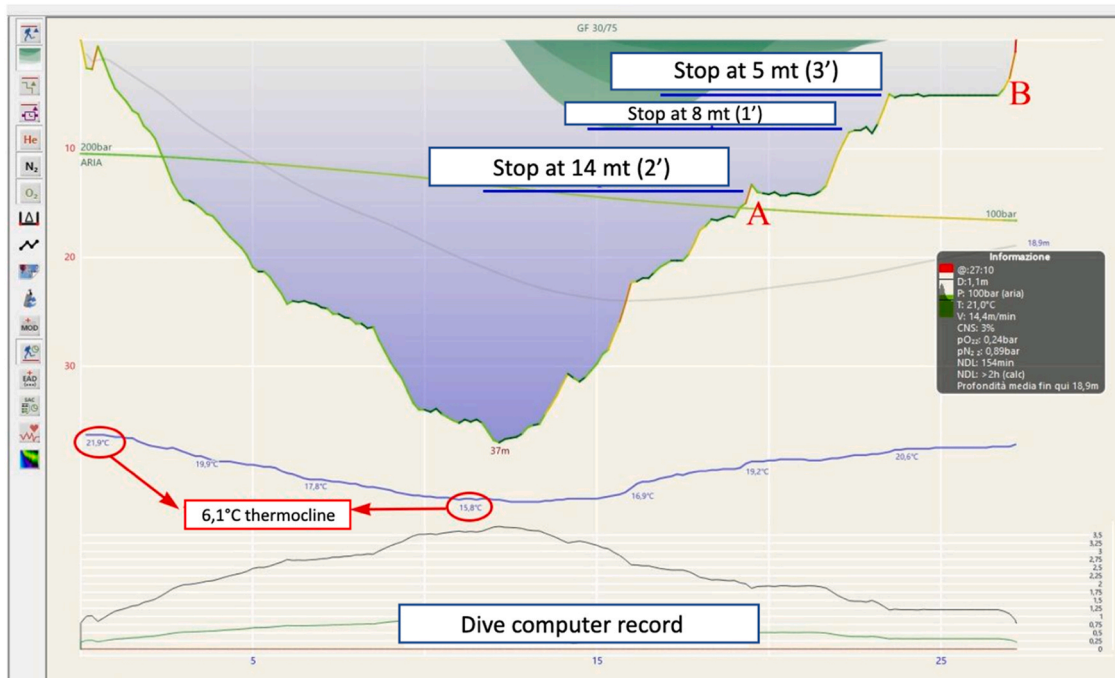 GF 30/75
He
N₂
O₂
MOD
EAD
SAC
10
20
30
200bar
ARIA
Stop at 5 mt (3’)
Stop at 8 mt (1’)
Stop at 14 mt (2’)
A
B
100bar
18,9m
Informazione
@:27:10
D:1,1m
P: 100bar (aria)
T: 21,0°C
V: 14,4m/min
CNS: 3%
pO₂: 0,24bar
pN₂: 0,89bar
NDL: 154min
NDL: >2h (calc)
Profondità media fin qui 18,9m
37m
21,9°C
19,9°C
17,8°C
15,8°C
16,9°C
19,2°C
20,6°C
6,1°C thermocline
3,5
3,25
3
2,75
2,5
2,25
2
1,75
1,5
1,25
1
0,75
0,5
0,25
0
Dive computer record
5
15
25